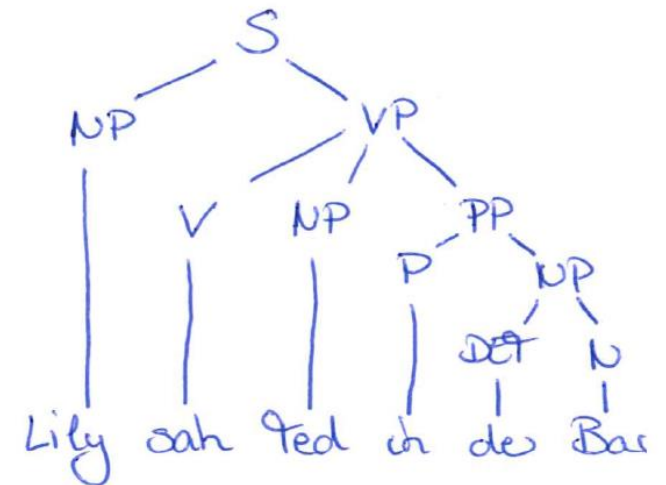 S
NP VP
V NP PP
P NP
DET N
Lily sah Ted in der Bar